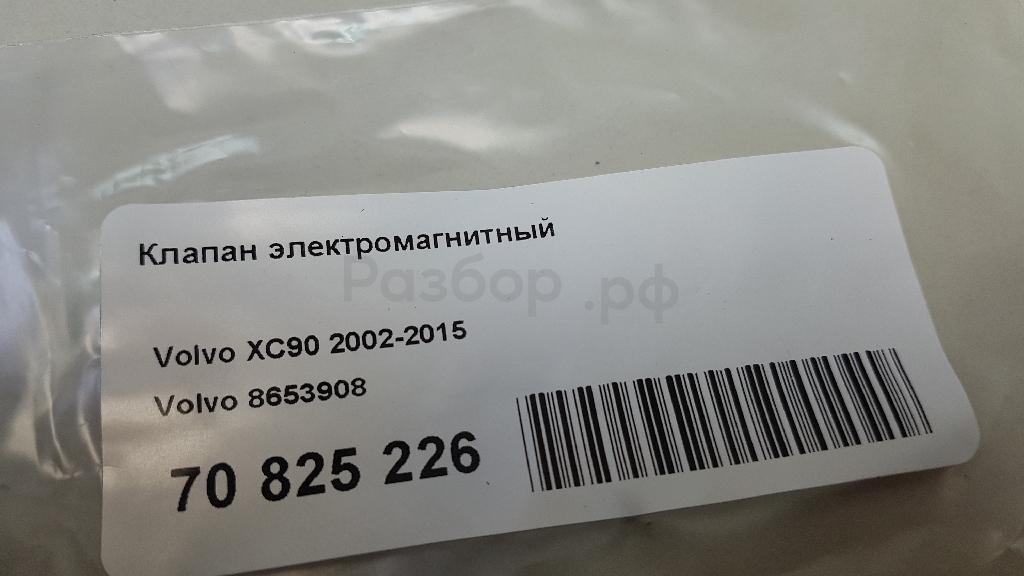 Клапан электромагнитный
Разбор.рф
Volvo XC90 2002-2015
Volvo 8653908
70 825 226